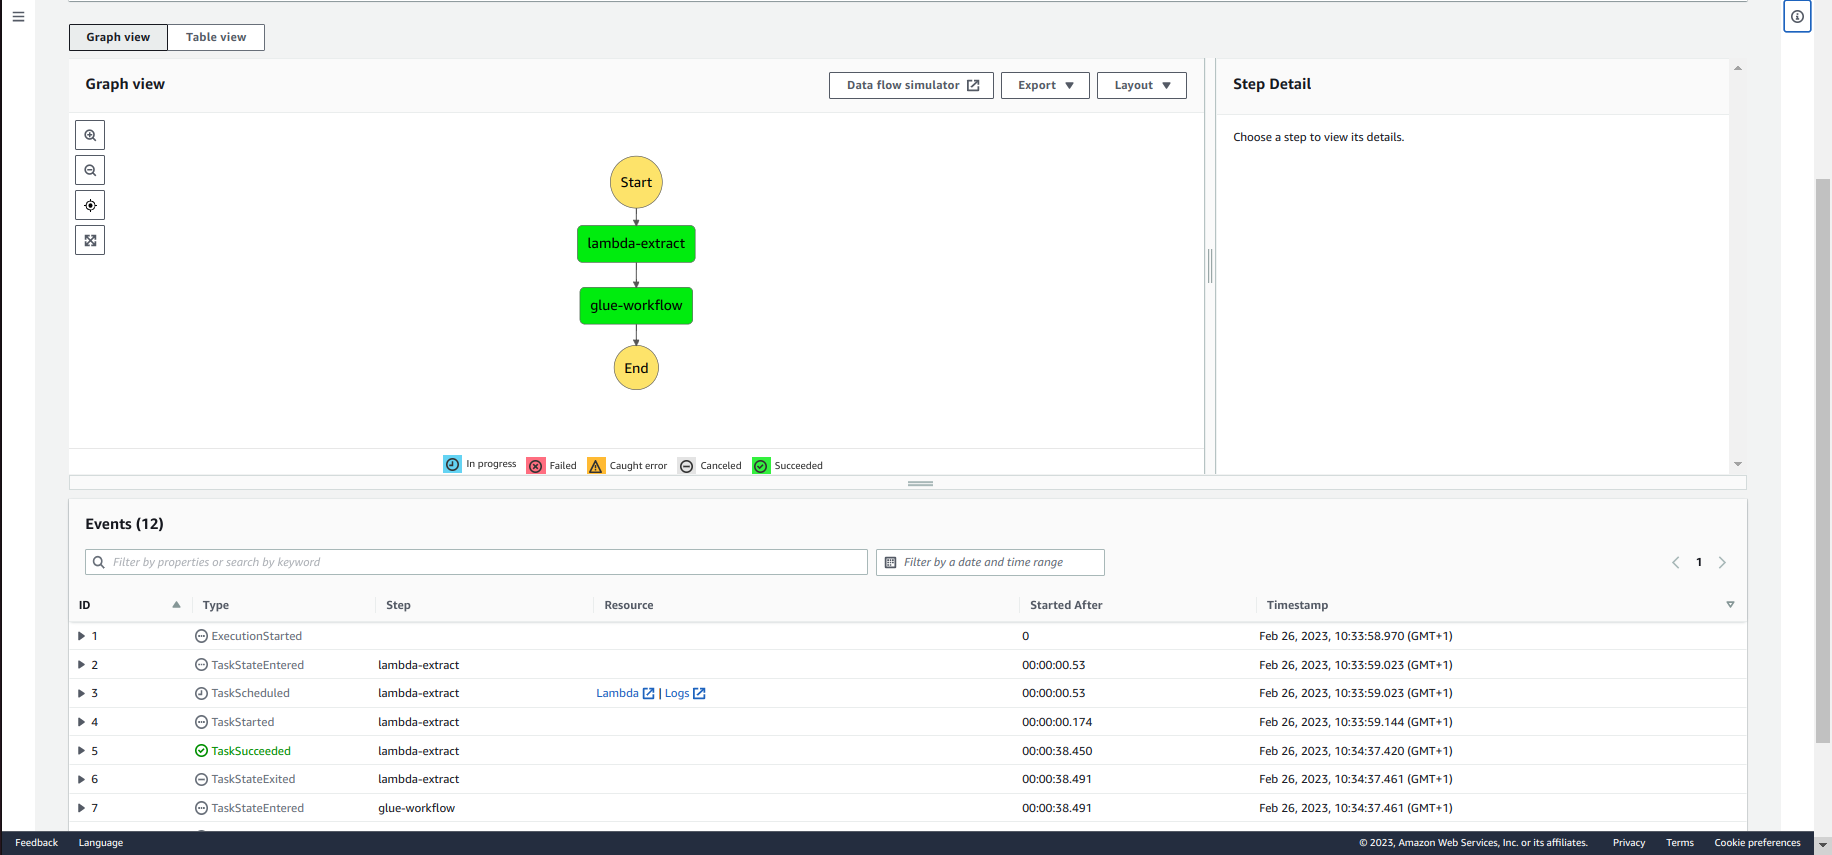 Graph view Table view
Graph view Data flow simulator Export Layout Step Detail
Choose a step to view its details.
Start
lambda-extract
glue-workflow
End
In progress Failed Caught error Canceled Succeeded
Events (12)
Filter by properties or search by keyword Filter by a date and time range 1
ID Type Step Resource Started After Timestamp
1 ExecutionStarted 0 Feb 26, 2023, 10:33:58.970 (GMT+1)
2 TaskStateEntered lambda-extract 00:00:00.53 Feb 26, 2023, 10:33:59.023 (GMT+1)
3 TaskScheduled lambda-extract Lambda | Logs 00:00:00.53 Feb 26, 2023, 10:33:59.023 (GMT+1)
4 TaskStarted lambda-extract 00:00:00.174 Feb 26, 2023, 10:33:59.144 (GMT+1)
5 TaskSucceeded lambda-extract 00:00:38.450 Feb 26, 2023, 10:34:37.420 (GMT+1)
6 TaskStateExited lambda-extract 00:00:38.491 Feb 26, 2023, 10:34:37.461 (GMT+1)
7 TaskStateEntered glue-workflow 00:00:38.491 Feb 26, 2023, 10:34:37.461 (GMT+1)
Feedback Language © 2023, Amazon Web Services, Inc. or its affiliates. Privacy Terms Cookie preferences